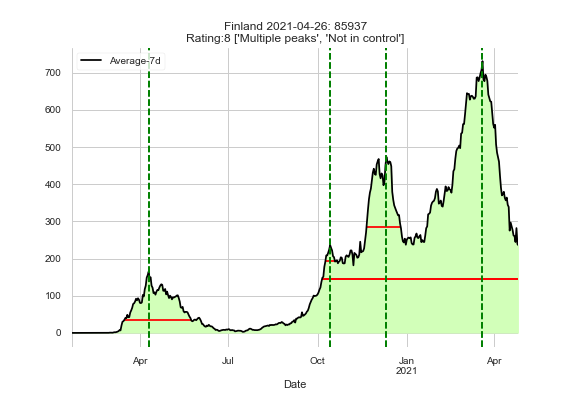 Finland 2021-04-26: 85937
Rating:8 ['Multiple peaks', 'Not in control']
Average-7d
700
600
500
400
300
200
100
0
Apr Jul Oct Jan Apr
2021
Date